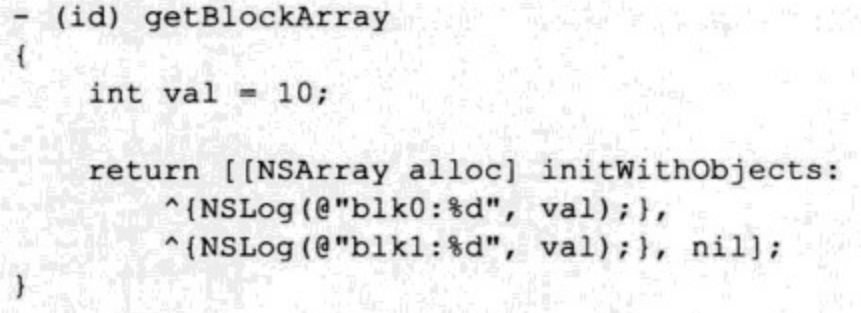 - (id) getBlockArray
{
    int val = 10;

    return [[NSArray alloc] initWithObjects:
        ^{NSLog(@"blk0:%d", val);},
        ^{NSLog(@"blk1:%d", val);}, nil];
}